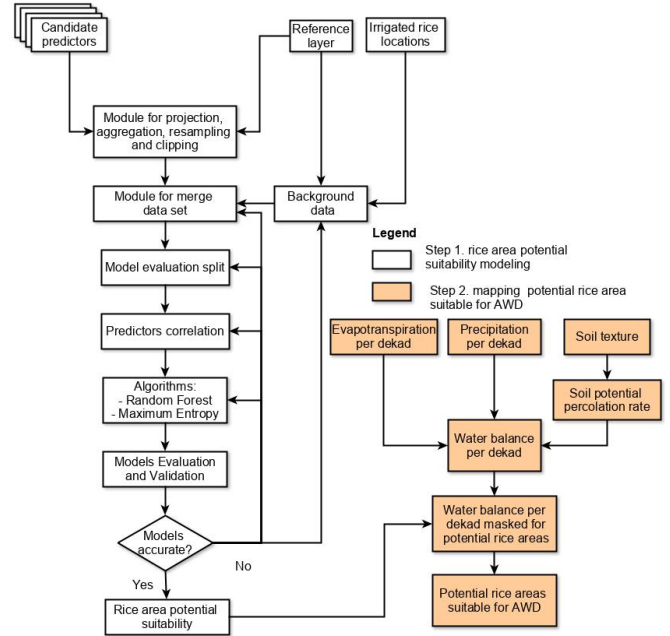 Candidate
predictors
Reference
layer
Irrigated rice
locations
Module for projection,
aggregation, resampling
and clipping
Module for merge
data set
Background
data
Legend
Step 1. rice area potential
suitability modeling
Step 2. mapping potential rice area
suitable for AWD
Model evaluation split
Predictors correlation
Algorithms:
- Random Forest
- Maximum Entropy
Models Evaluation
and Validation
Models
accurate?
No
Yes
Rice area potential
suitability
Evapotranspiration
per dekad
Precipitation
per dekad
Soil texture
Soil potential
percolation rate
Water balance
per dekad
Water balance per
dekad masked for
potential rice areas
Potential rice areas
suitable for AWD